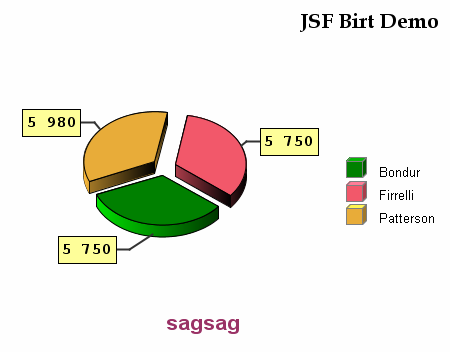 JSF Birt Demo
5 980
5 750
Bondur
Firrelli
Patterson
5 750
sagsag